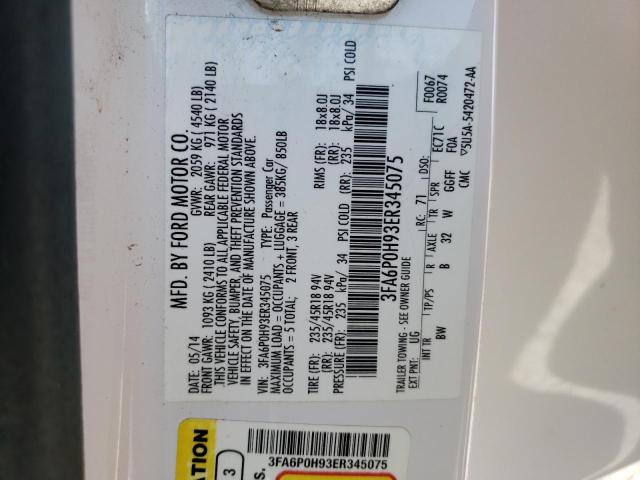 MFD. BY FORD MOTOR CO.
DATE: 05/14 GVWR: 2059 KG ( 4540 LB)
FRONT GAWR: 1093 KG (2410 LB) REAR GAWR: 971 KG ( 2140 LB)
THIS VEHICLE CONFORMS TO ALL APPLICABLE FEDERAL MOTOR
VEHICLE SAFETY, BUMPER, AND THEFT PREVENTION STANDARDS
IN EFFECT ON THE DATE OF MANUFACTURE SHOWN ABOVE.
VIN: 3FA6P0H93ER345075 TYPE: Passenger Car
MAXIMUM LOAD = OCCUPANTS + LUGGAGE = 385KG/ 850LB
OCCUPANTS = 5 TOTAL; 2 FRONT, 3 REAR
TIRE (FR): 235/45R18 94V RIMS (FR): 18x8.0J
(RR): 235/45R18 94V (RR): 18x8.0J
PRESSURE (FR): 235 kPa/ 34 PSI COLD (RR): 235 kPa/ 34 PSI COLD
3FA6P0H93ER345075
TRAILER TOWING - SEE OWNER GUIDE
EXT PNT: UG RC: 71 DSO: F0067
R0074
INT TR TP/PS R AXLE TR SPR EC71C
BW B 32 W GGFF F0A
CMC ▽5U5A-5420472-AA
ATION
3
S.
3FA6P0H93ER345075